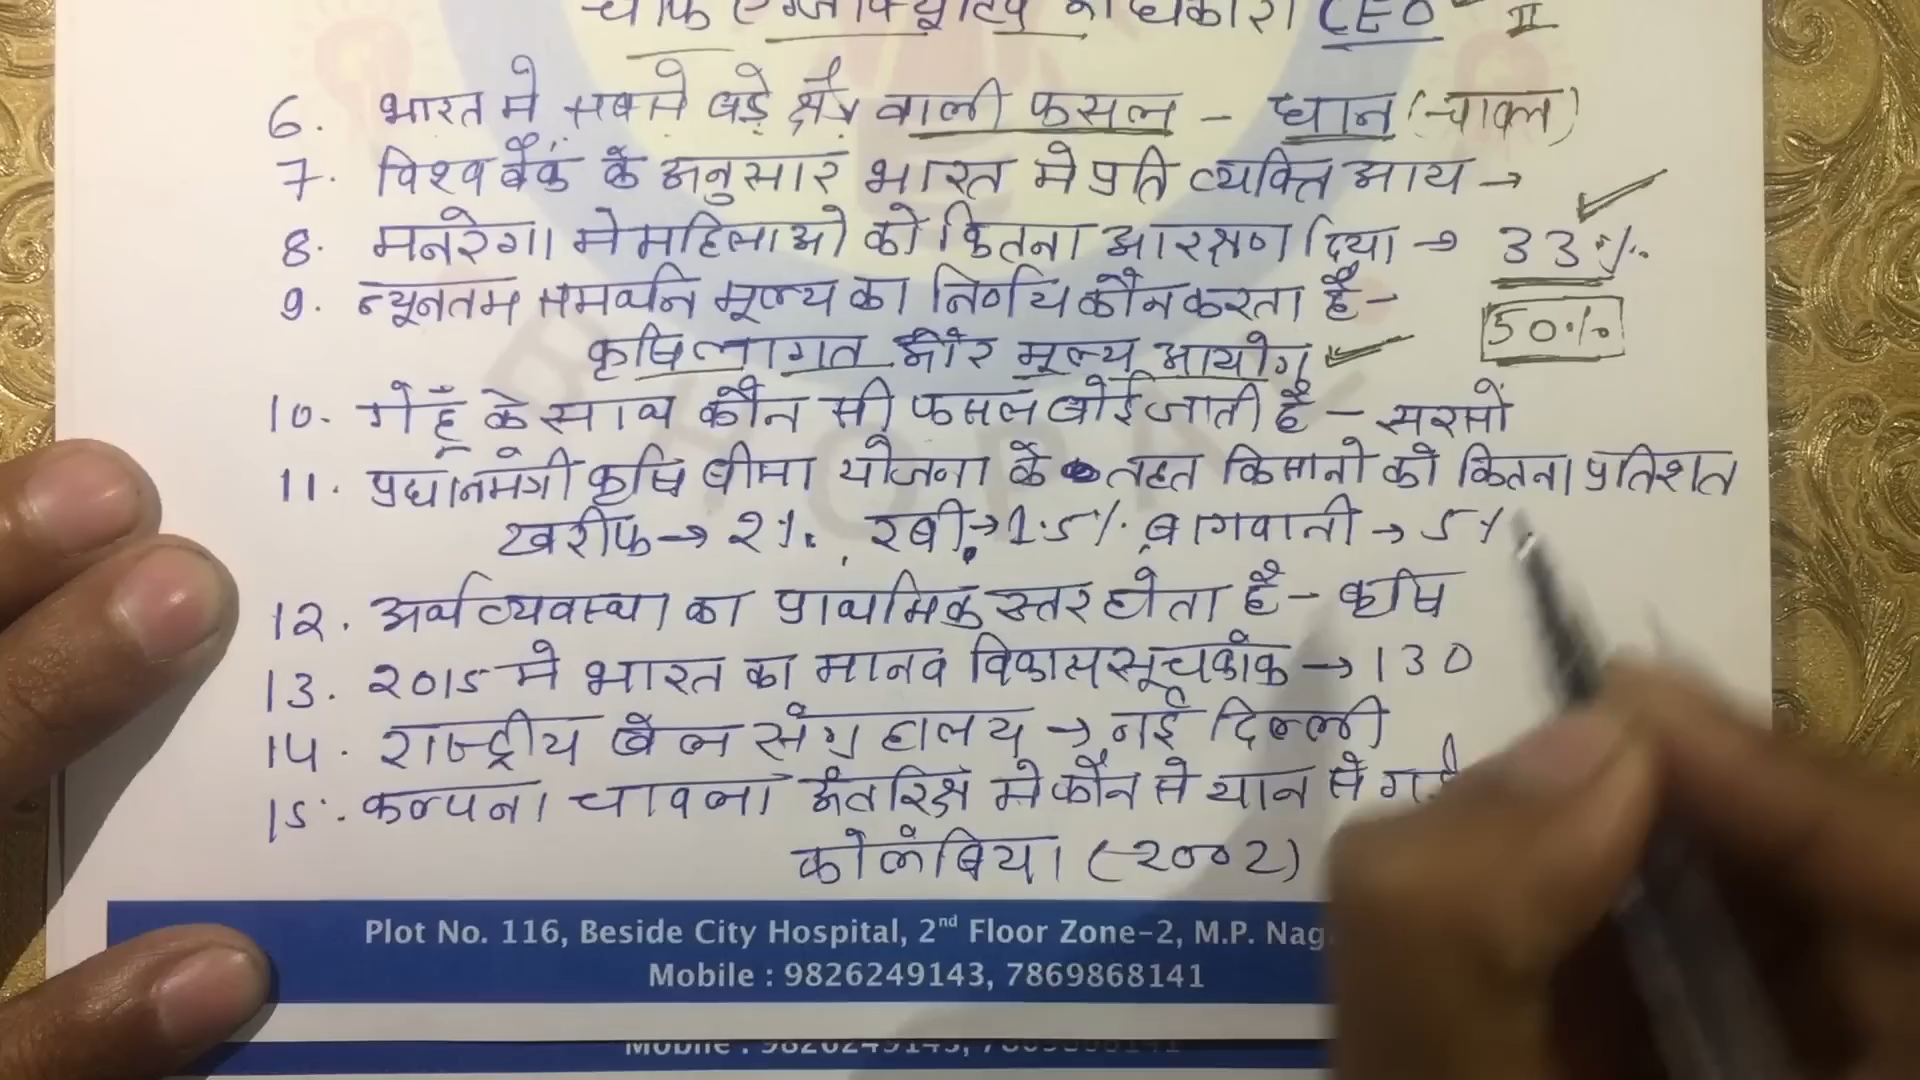 CEO II
6. भारत मे सबसे बड़े क्षेत्र वाली फसल - धान (चावल)
7. विश्व बैंक के अनुसार भारत मे प्रति व्यक्ति आय →
8. मनरेगा मे महिलाओ को कितना आरक्षण दिया → 33%
9. न्यूनतम समर्थन मूल्य का निर्णय कौन करता है -
50%
कृषि लागत और मूल्य आयोग
10. गेहूँ के साथ कौन सी फसल बोई जाती है - सरसों
11. प्रधानमंत्री कृषि बीमा योजना के तहत किसानो को कितना प्रतिशत
खरीफ → 2%, रबी → 1.5%, बागवानी → 5%
12. अर्थव्यवस्था का प्राथमिक स्तर होता है - कृषि
13. 2015 मे भारत का मानव विकास सूचकांक → 130
14. राष्ट्रीय खेल संग्रहालय → नई दिल्ली
15. कल्पना चावला अंतरिक्ष मे कौन से यान से
कोलंबिया (-2002)
Plot No. 116, Beside City Hospital, 2nd Floor Zone-2, M.P. Nag
Mobile : 9826249143, 7869868141
BHOPA